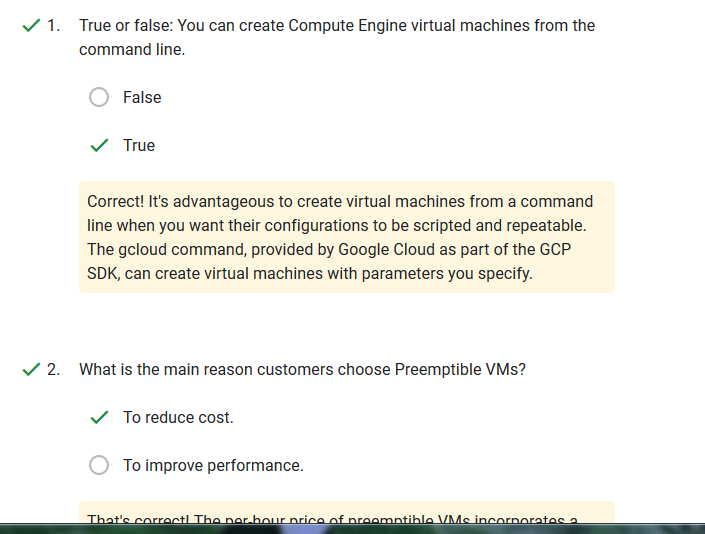 1. True or false: You can create Compute Engine virtual machines from the
command line.
False
True
Correct! It's advantageous to create virtual machines from a command
line when you want their configurations to be scripted and repeatable.
The gcloud command, provided by Google Cloud as part of the GCP
SDK, can create virtual machines with parameters you specify.
2. What is the main reason customers choose Preemptible VMs?
To reduce cost.
To improve performance.
That's correct! The per-hour price of preemptible VMs incorporates a